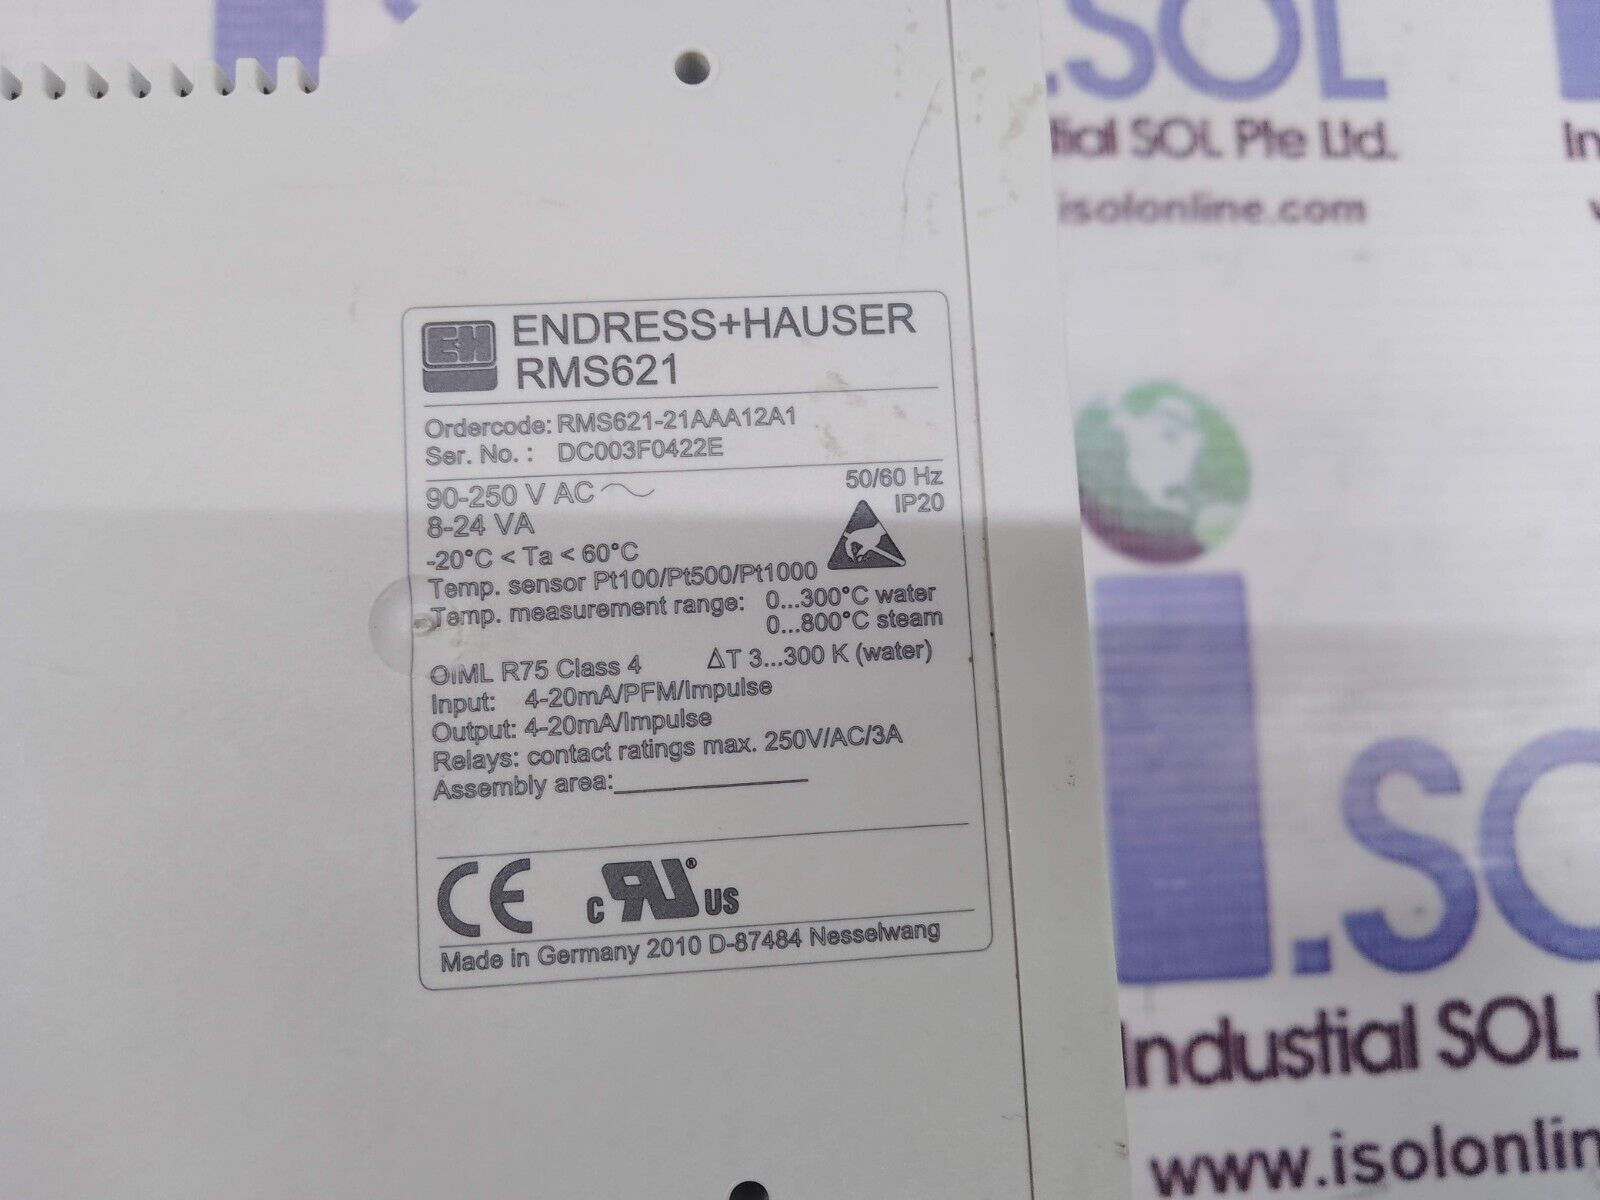 .SOL
tial SOL Pte Ltd.
isolonline.com
In
E+H
ENDRESS+HAUSER
RMS621
Ordercode: RMS621-21AAA12A1
Ser. No. : DC003F0422E
90-250 V AC 50/60 Hz
8-24 VA IP20
-20°C < Ta < 60°C
Temp. sensor Pt100/Pt500/Pt1000
Temp. measurement range: 0...300°C water
0...800°C steam
OIML R75 Class 4 ΔT 3...300 K (water)
Input: 4-20mA/PFM/Impulse
Output: 4-20mA/Impulse
Relays: contact ratings max. 250V/AC/3A
Assembly area:
CE c RU® US
Made in Germany 2010 D-87484 Nesselwang
i.SO
Industial SOL
www.isolonlin